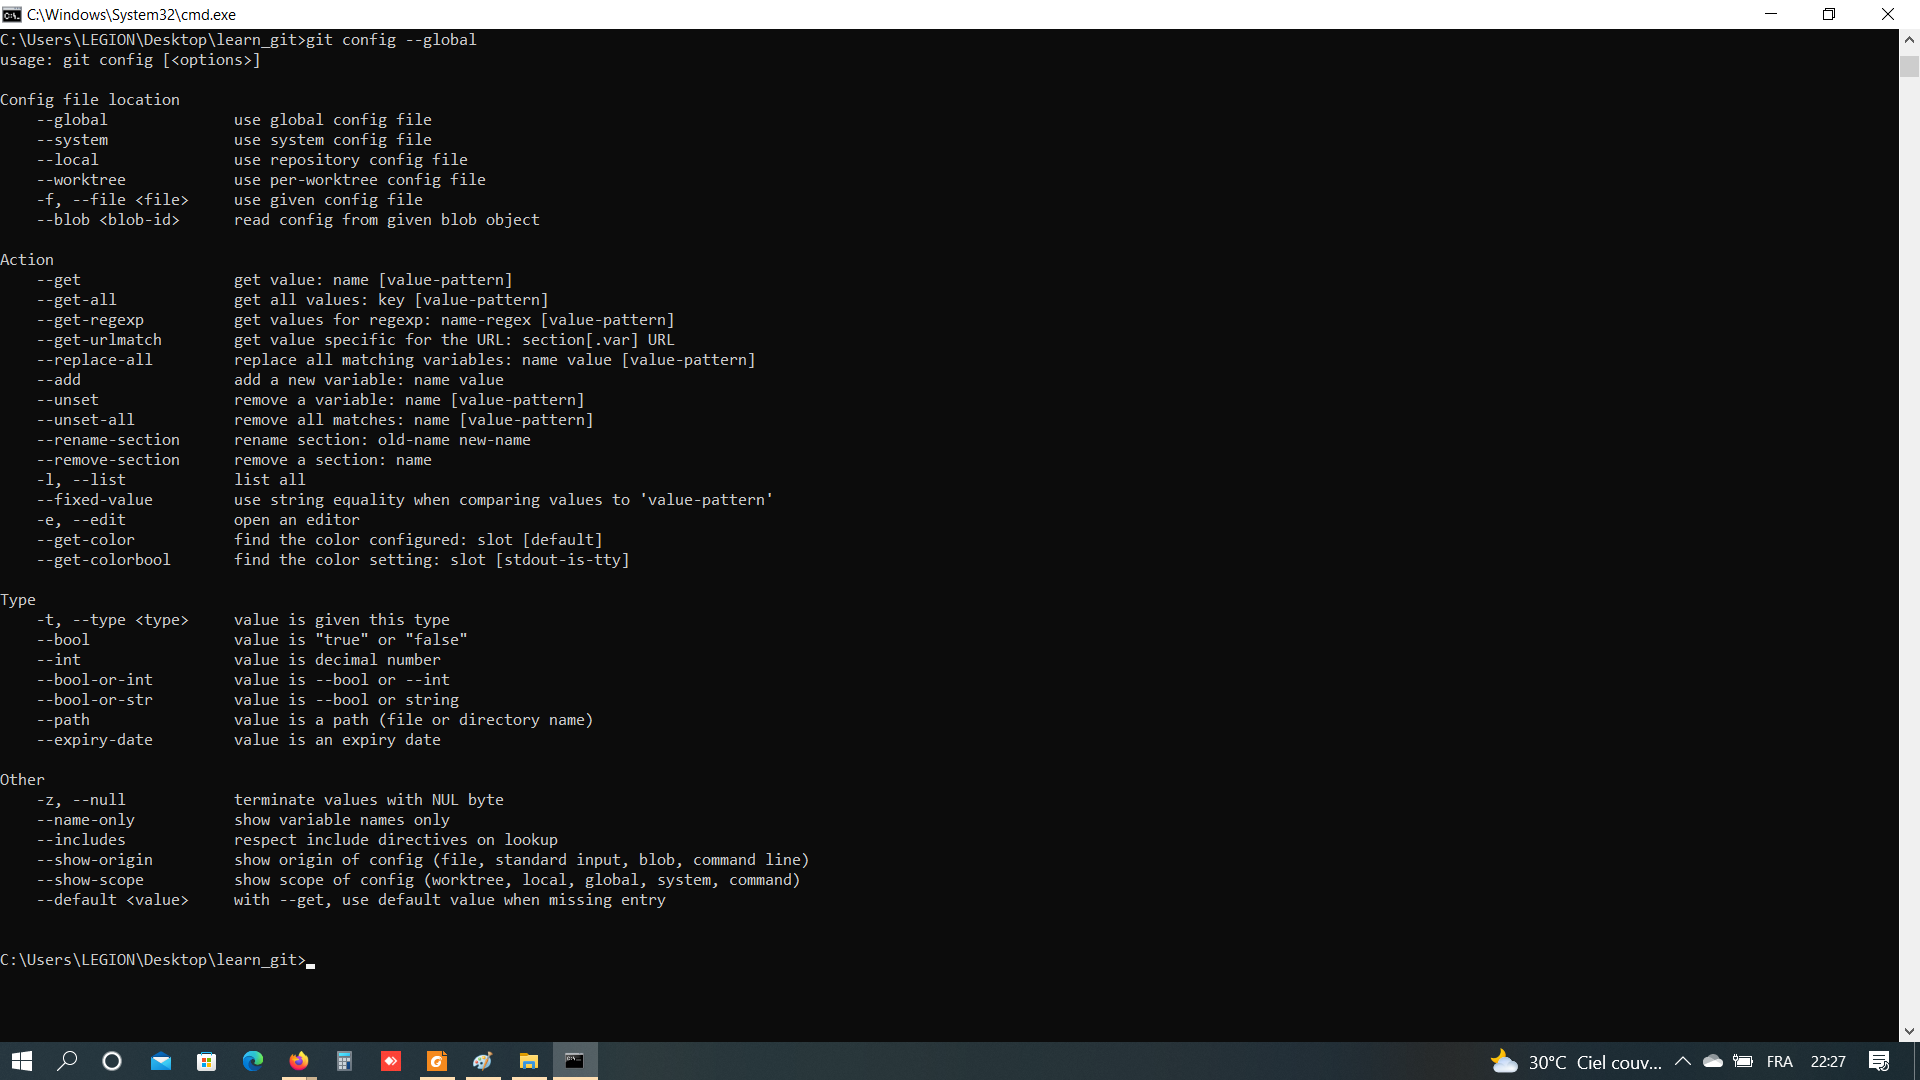 C:\Windows\System32\cmd.exe
C:\Users\LEGION\Desktop\learn_git>git config --global
usage: git config [<options>]

Config file location
    --global              use global config file
    --system              use system config file
    --local               use repository config file
    --worktree            use per-worktree config file
    -f, --file <file>     use given config file
    --blob <blob-id>      read config from given blob object

Action
    --get                 get value: name [value-pattern]
    --get-all             get all values: key [value-pattern]
    --get-regexp          get values for regexp: name-regex [value-pattern]
    --get-urlmatch        get value specific for the URL: section[.var] URL
    --replace-all         replace all matching variables: name value [value-pattern]
    --add                 add a new variable: name value
    --unset               remove a variable: name [value-pattern]
    --unset-all           remove all matches: name [value-pattern]
    --rename-section      rename section: old-name new-name
    --remove-section      remove a section: name
    -l, --list            list all
    --fixed-value         use string equality when comparing values to 'value-pattern'
    -e, --edit            open an editor
    --get-color           find the color configured: slot [default]
    --get-colorbool       find the color setting: slot [stdout-is-tty]

Type
    -t, --type <type>     value is given this type
    --bool                value is "true" or "false"
    --int                 value is decimal number
    --bool-or-int         value is --bool or --int
    --bool-or-str         value is --bool or string
    --path                value is a path (file or directory name)
    --expiry-date         value is an expiry date

Other
    -z, --null            terminate values with NUL byte
    --name-only           show variable names only
    --includes            respect include directives on lookup
    --show-origin         show origin of config (file, standard input, blob, command line)
    --show-scope          show scope of config (worktree, local, global, system, command)
    --default <value>     with --get, use default value when missing entry

C:\Users\LEGION\Desktop\learn_git>
30°C Ciel couv... FRA 22:27